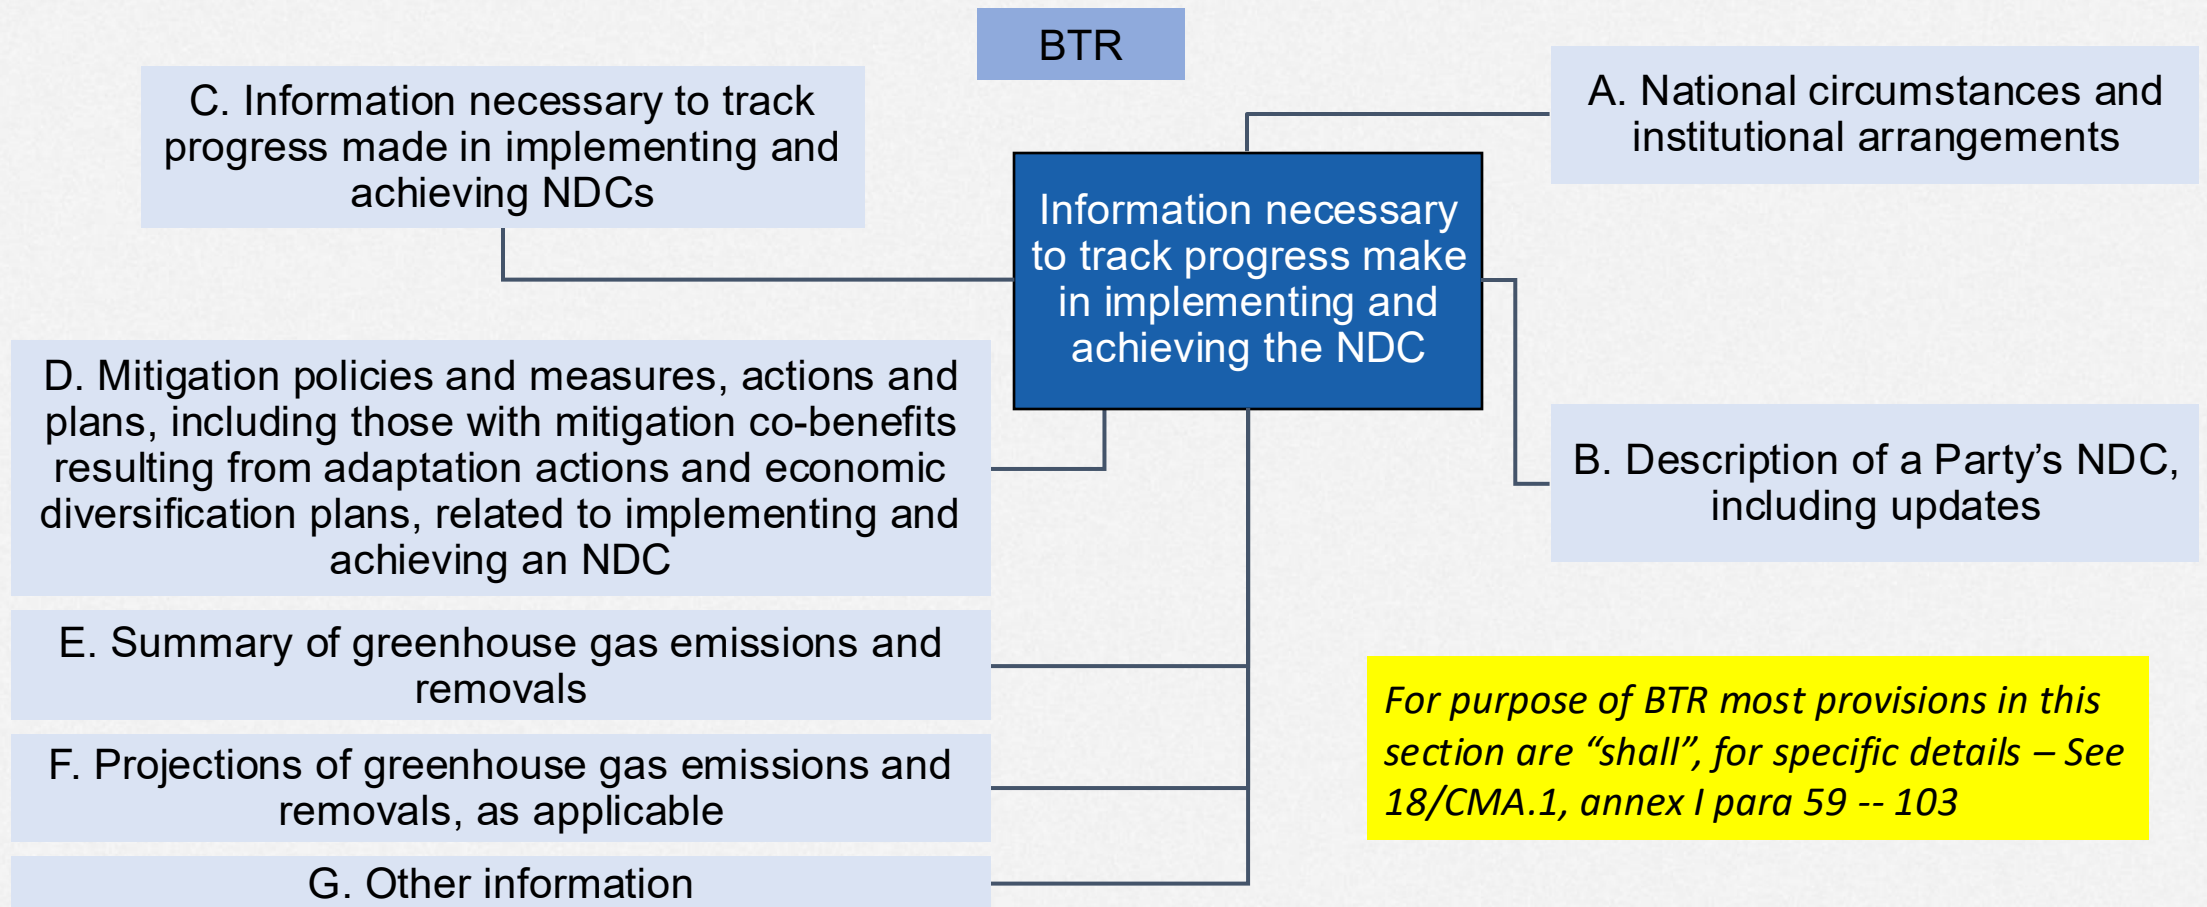 BTR
C. Information necessary to track
progress made in implementing and
achieving NDCs
A. National circumstances and
institutional arrangements
Information necessary
to track progress make
in implementing and
achieving the NDC
D. Mitigation policies and measures, actions and
plans, including those with mitigation co-benefits
resulting from adaptation actions and economic
diversification plans, related to implementing and
achieving an NDC
B. Description of a Party’s NDC,
including updates
E. Summary of greenhouse gas emissions and
removals
F. Projections of greenhouse gas emissions and
removals, as applicable
G. Other information
For purpose of BTR most provisions in this
section are “shall”, for specific details – See
18/CMA.1, annex I para 59 -- 103